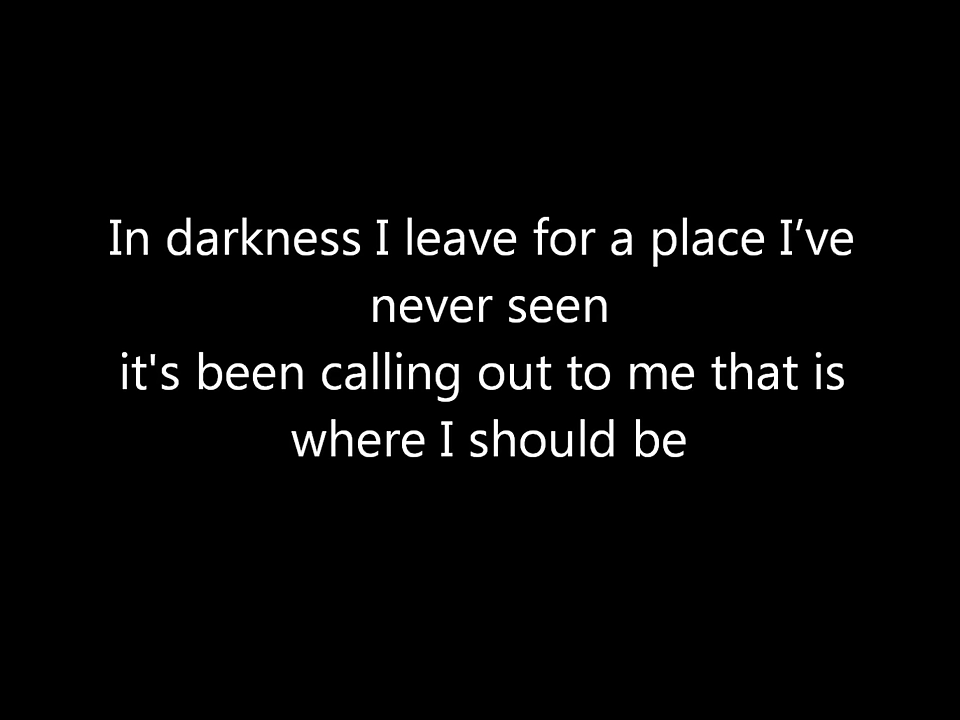 In darkness I leave for a place I’ve
never seen
it's been calling out to me that is
where I should be